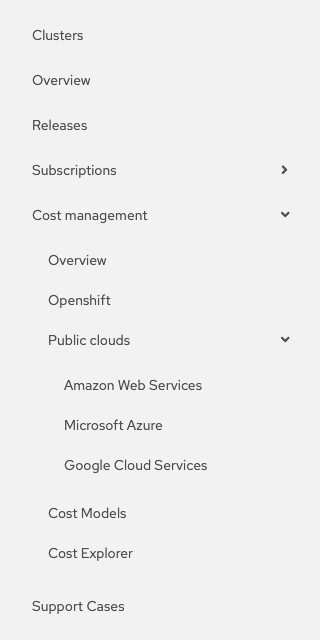 Clusters
Overview
Releases
Subscriptions
Cost management
Overview
Openshift
Public clouds
Amazon Web Services
Microsoft Azure
Google Cloud Services
Cost Models
Cost Explorer
Support Cases